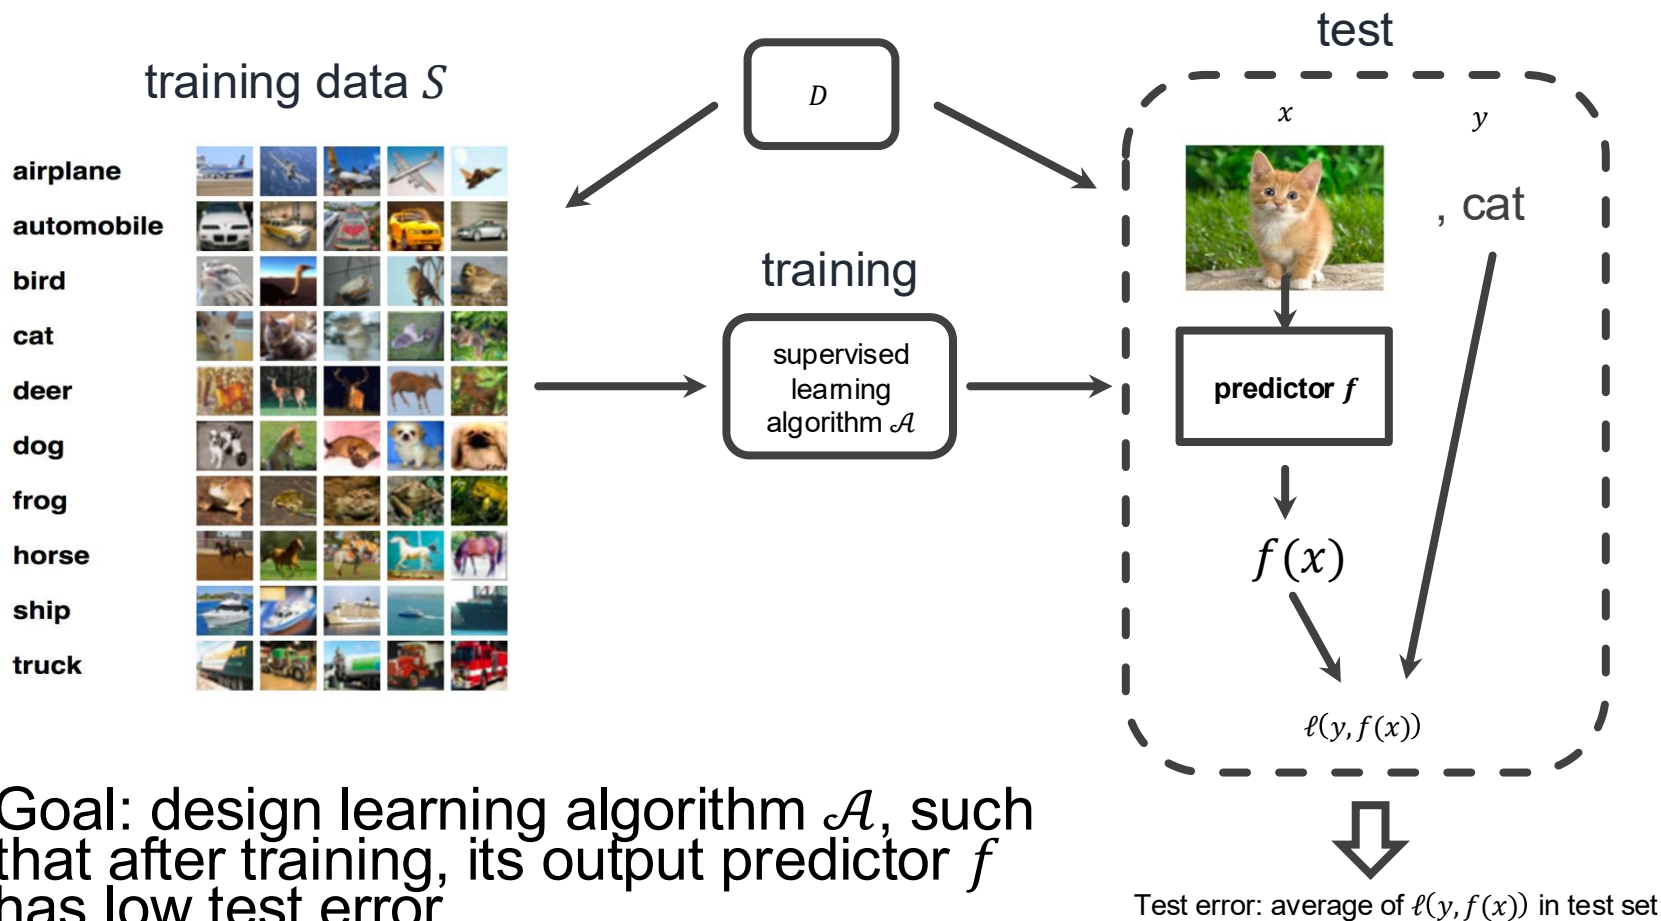 training data S
airplane
automobile
bird
cat
deer
dog
frog
horse
ship
truck
D
training
supervised
learning
algorithm 𝒜
test
x
y
, cat
predictor f
f(x)
ℓ(y, f(x))
Goal: design learning algorithm 𝒜, such
that after training, its output predictor f
has low test error
Test error: average of ℓ(y, f(x)) in test set